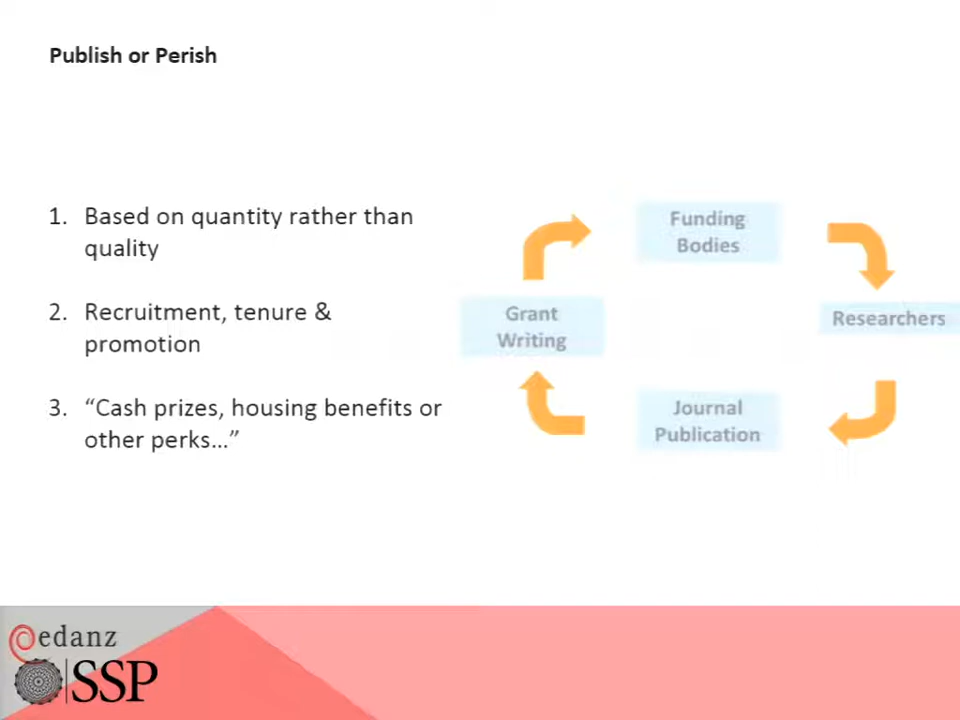 Publish or Perish
1. Based on quantity rather than
quality
2. Recruitment, tenure &
promotion
3. “Cash prizes, housing benefits or
other perks…”
Funding
Bodies
Researchers
Journal
Publication
Grant
Writing
edanz
SSP